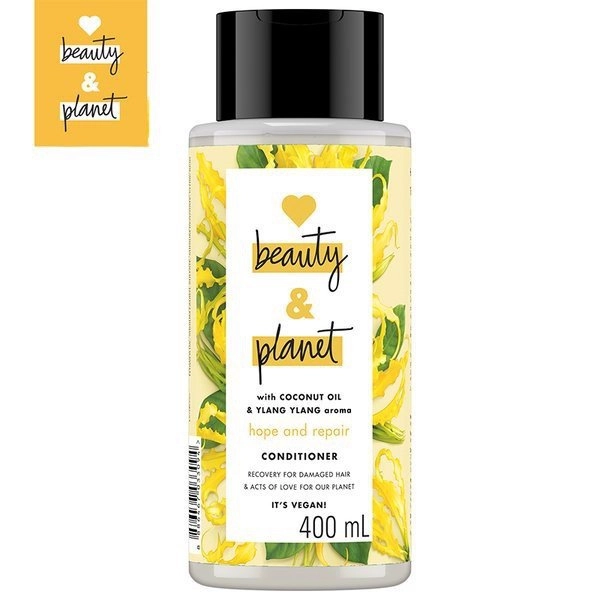 beauty
&
planet
beauty
&
planet
with COCONUT OIL
& YLANG YLANG aroma
hope and repair
CONDITIONER
RECOVERY FOR DAMAGED HAIR
& ACTS OF LOVE FOR OUR PLANET
IT'S VEGAN!
400 mL